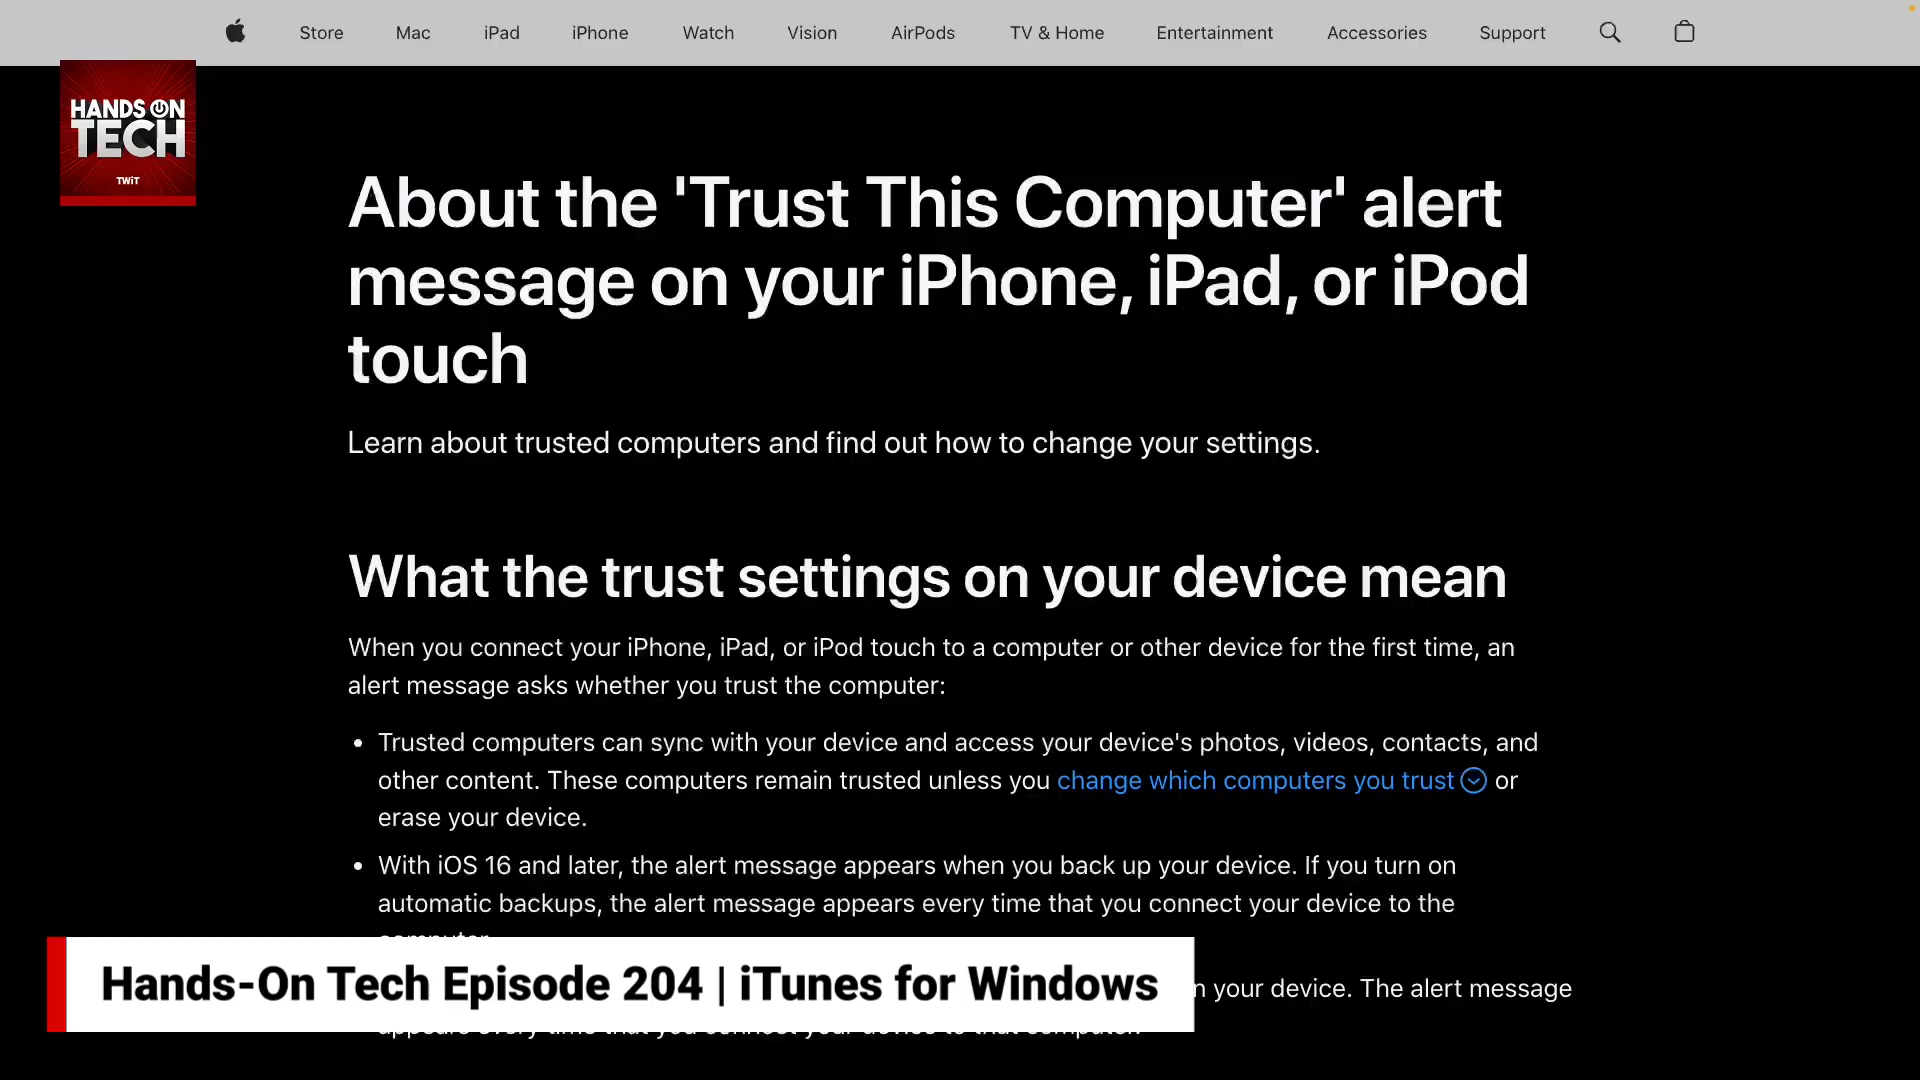 Store Mac iPad iPhone Watch Vision AirPods TV & Home Entertainment Accessories Support
HANDS ON
TECH
TWiT
About the 'Trust This Computer' alert
message on your iPhone, iPad, or iPod
touch
Learn about trusted computers and find out how to change your settings.
What the trust settings on your device mean
When you connect your iPhone, iPad, or iPod touch to a computer or other device for the first time, an
alert message asks whether you trust the computer:
• Trusted computers can sync with your device and access your device's photos, videos, contacts, and
other content. These computers remain trusted unless you change which computers you trust or
erase your device.
• With iOS 16 and later, the alert message appears when you back up your device. If you turn on
automatic backups, the alert message appears every time that you connect your device to the
Hands-On Tech Episode 204 | iTunes for Windows
your device. The alert message